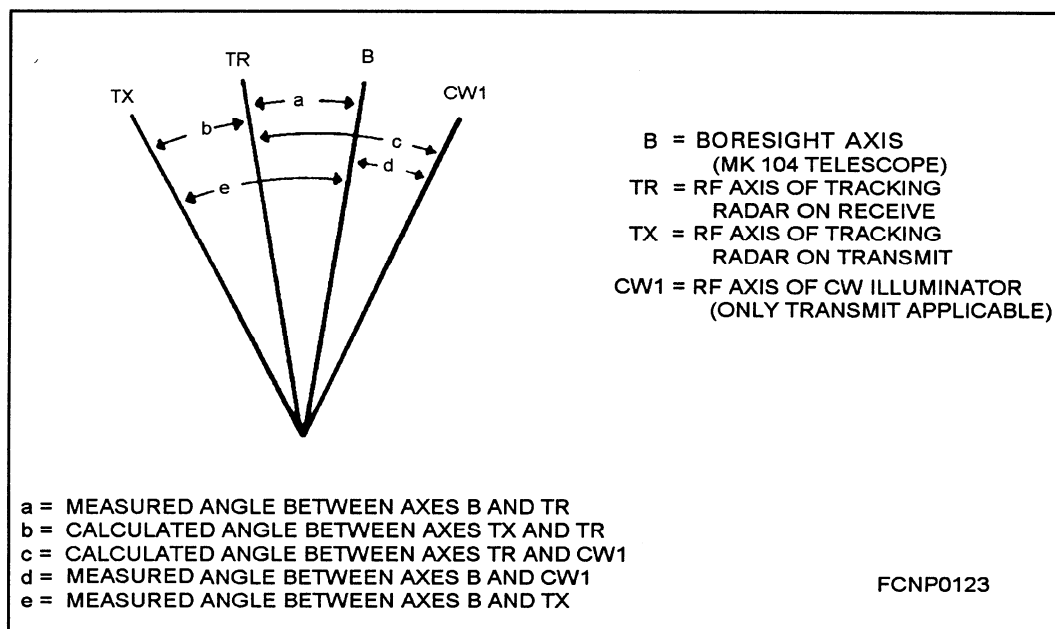 TR
B
TX
CW1
a
b
c
d
e
B = BORESIGHT AXIS
(MK 104 TELESCOPE)
TR = RF AXIS OF TRACKING
RADAR ON RECEIVE
TX = RF AXIS OF TRACKING
RADAR ON TRANSMIT
CW1 = RF AXIS OF CW ILLUMINATOR
(ONLY TRANSMIT APPLICABLE)
a = MEASURED ANGLE BETWEEN AXES B AND TR
b = CALCULATED ANGLE BETWEEN AXES TX AND TR
c = CALCULATED ANGLE BETWEEN AXES TR AND CW1
d = MEASURED ANGLE BETWEEN AXES B AND CW1
e = MEASURED ANGLE BETWEEN AXES B AND TX
FCNP0123